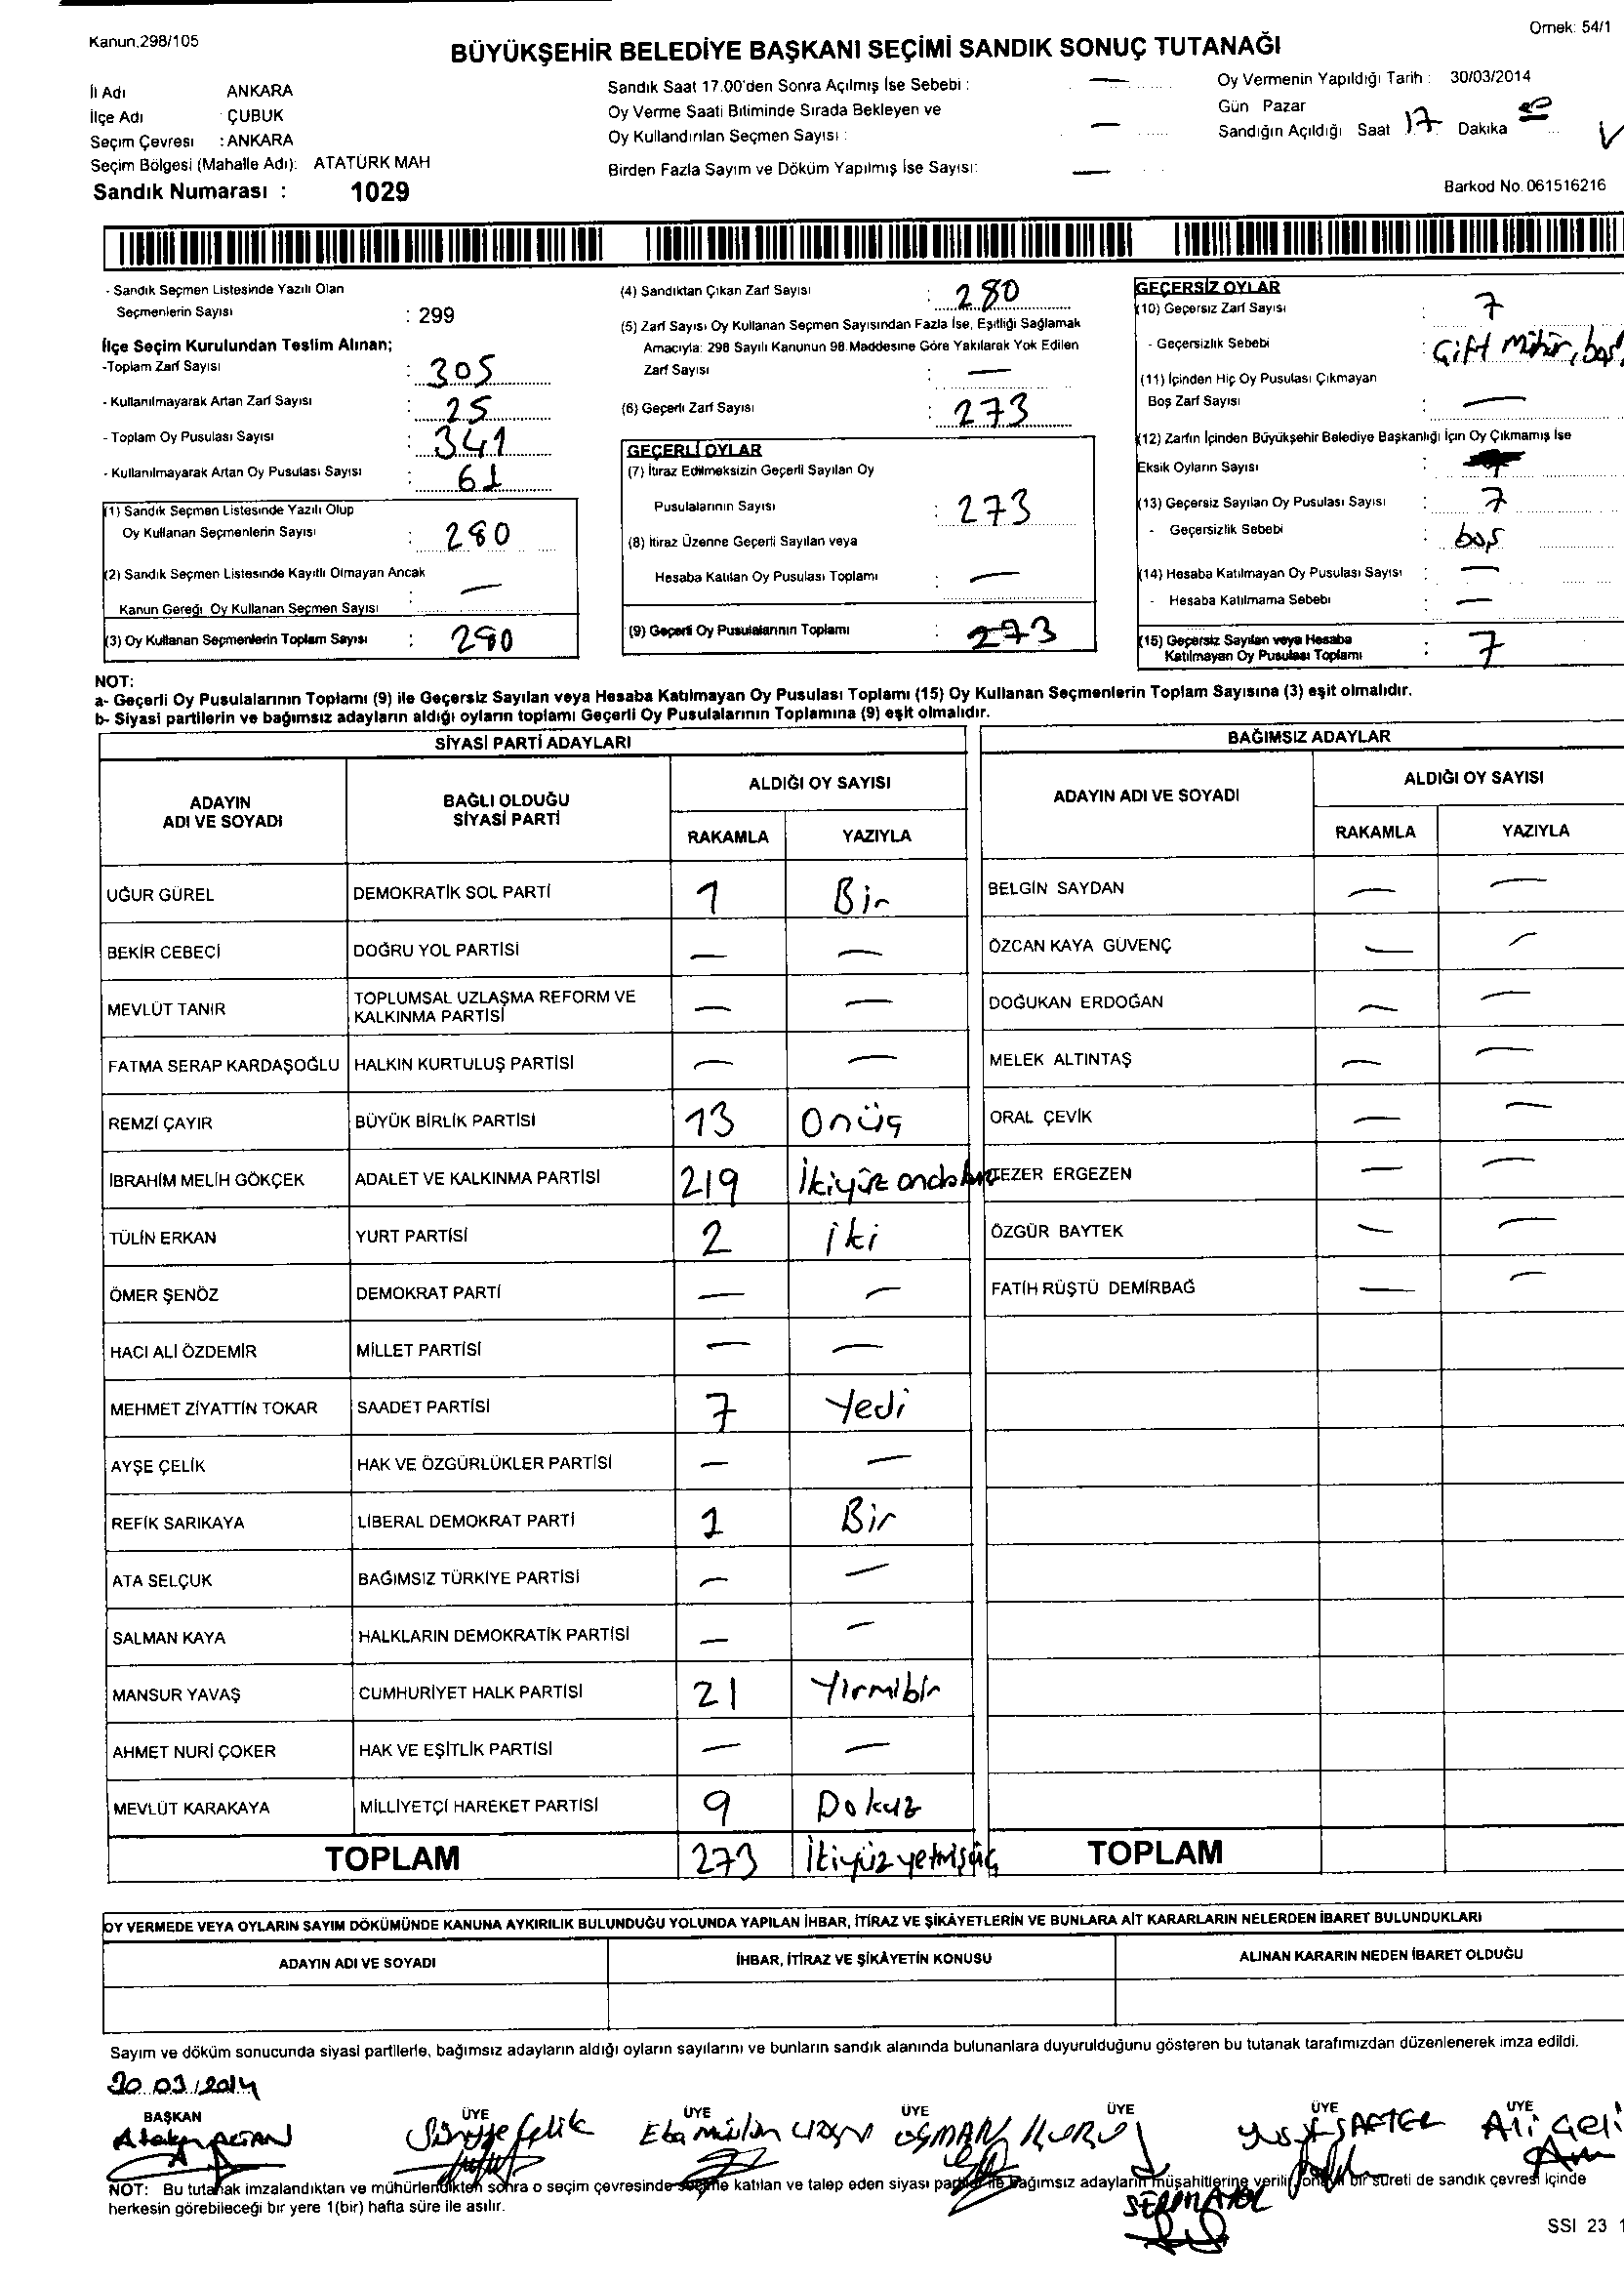 Kanun.298/105
Örnek: 54/1
BÜYÜKŞEHİR BELEDİYE BAŞKANI SEÇİMİ SANDIK SONUÇ TUTANAĞI
İl Adı ANKARA
İlçe Adı : ÇUBUK
Seçim Çevresi : ANKARA
Seçim Bölgesi (Mahalle Adı): ATATÜRK MAH
Sandık Numarası : 1029
Sandık Saat 17.00'den Sonra Açılmış İse Sebebi : —
Oy Verme Saati Bitiminde Sırada Bekleyen ve
Oy Kullandırılan Seçmen Sayısı : —
Birden Fazla Sayım ve Döküm Yapılmış İse Sayısı: —
Oy Vermenin Yapıldığı Tarih : 30/03/2014
Gün Pazar
Sandığın Açıldığı Saat 17 Dakika
Barkod No. 061516216
- Sandık Seçmen Listesinde Yazılı Olan
Seçmenlerin Sayısı : 299
İlçe Seçim Kurulundan Teslim Alınan;
-Toplam Zarf Sayısı : 305
- Kullanılmayarak Artan Zarf Sayısı : 25
- Toplam Oy Pusulası Sayısı : 341
- Kullanılmayarak Artan Oy Pusulası Sayısı : 61
(1) Sandık Seçmen Listesinde Yazılı Olup
Oy Kullanan Seçmenlerin Sayısı : 280
(2) Sandık Seçmen Listesinde Kayıtlı Olmayan Ancak
Kanun Gereği Oy Kullanan Seçmen Sayısı : —
(3) Oy Kullanan Seçmenlerin Toplam Sayısı : 280
(4) Sandıktan Çıkan Zarf Sayısı : 280
(5) Zarf Sayısı Oy Kullanan Seçmen Sayısından Fazla İse, Eşitliği Sağlamak
Amacıyla: 298 Sayılı Kanunun 98.Maddesine Göre Yakılarak Yok Edilen
Zarf Sayısı : —
(6) Geçerli Zarf Sayısı : 273
GEÇERLİ OYLAR
(7) İtiraz Edilmeksizin Geçerli Sayılan Oy
Pusulalarının Sayısı : 273
(8) İtiraz Üzerine Geçerli Sayılan veya
Hesaba Katılan Oy Pusulası Toplamı : —
(9) Geçerli Oy Pusulalarının Toplamı : 273
GEÇERSİZ OYLAR
(10) Geçersiz Zarf Sayısı : 7
- Geçersizlik Sebebi : Çift mühür, boş
(11) İçinden Hiç Oy Pusulası Çıkmayan
Boş Zarf Sayısı : —
(12) Zarfın İçinden Büyükşehir Belediye Başkanlığı İçin Oy Çıkmamış İse
Eksik Oyların Sayısı :
(13) Geçersiz Sayılan Oy Pusulası Sayısı : 7
- Geçersizlik Sebebi : boş
(14) Hesaba Katılmayan Oy Pusulası Sayısı : —
- Hesaba Katılmama Sebebi : —
(15) Geçersiz Sayılan veya Hesaba
Katılmayan Oy Pusulası Toplamı : 7
NOT:
a- Geçerli Oy Pusulalarının Toplamı (9) ile Geçersiz Sayılan veya Hesaba Katılmayan Oy Pusulası Toplamı (15) Oy Kullanan Seçmenlerin Toplam Sayısına (3) eşit olmalıdır.
b- Siyasi partilerin ve bağımsız adayların aldığı oyların toplamı Geçerli Oy Pusulalarının Toplamına (9) eşit olmalıdır.
SİYASİ PARTİ ADAYLARI
ADAYIN ADI VE SOYADI BAĞLI OLDUĞU SİYASİ PARTİ ALDIĞI OY SAYISI
RAKAMLA YAZIYLA
UĞUR GÜREL DEMOKRATİK SOL PARTİ 1 Bir
BEKİR CEBECİ DOĞRU YOL PARTİSİ — —
MEVLÜT TANIR TOPLUMSAL UZLAŞMA REFORM VE KALKINMA PARTİSİ — —
FATMA SERAP KARDAŞOĞLU HALKIN KURTULUŞ PARTİSİ — —
REMZİ ÇAYIR BÜYÜK BİRLİK PARTİSİ 13 Onüç
İBRAHİM MELİH GÖKÇEK ADALET VE KALKINMA PARTİSİ 219 İkiyüz ondokuz
TÜLİN ERKAN YURT PARTİSİ 2 iki
ÖMER ŞENÖZ DEMOKRAT PARTİ — —
HACI ALİ ÖZDEMİR MİLLET PARTİSİ — —
MEHMET ZİYATTİN TOKAR SAADET PARTİSİ 7 Yedi
AYŞE ÇELİK HAK VE ÖZGÜRLÜKLER PARTİSİ — —
REFİK SARIKAYA LİBERAL DEMOKRAT PARTİ 1 Bir
ATA SELÇUK BAĞIMSIZ TÜRKİYE PARTİSİ — —
SALMAN KAYA HALKLARIN DEMOKRATİK PARTİSİ — —
MANSUR YAVAŞ CUMHURİYET HALK PARTİSİ 21 Yirmibir
AHMET NURİ ÇOKER HAK VE EŞİTLİK PARTİSİ — —
MEVLÜT KARAKAYA MİLLİYETÇİ HAREKET PARTİSİ 9 Dokuz
TOPLAM 273 İkiyüz yetmişüç
BAĞIMSIZ ADAYLAR
ADAYIN ADI VE SOYADI ALDIĞI OY SAYISI
RAKAMLA YAZIYLA
BELGİN SAYDAN — —
ÖZCAN KAYA GÜVENÇ — —
DOĞUKAN ERDOĞAN — —
MELEK ALTINTAŞ — —
ORAL ÇEVİK — —
TEZER ERGEZEN — —
ÖZGÜR BAYTEK — —
FATİH RÜŞTÜ DEMİRBAĞ — —
TOPLAM
OY VERMEDE VEYA OYLARIN SAYIM DÖKÜMÜNDE KANUNA AYKIRILIK BULUNDUĞU YOLUNDA YAPILAN İHBAR, İTİRAZ VE ŞİKÂYETLERİN VE BUNLARA AİT KARARLARIN NELERDEN İBARET BULUNDUKLARI
ADAYIN ADI VE SOYADI İHBAR, İTİRAZ VE ŞİKÂYETİN KONUSU ALINAN KARARIN NEDEN İBARET OLDUĞU
Sayım ve döküm sonucunda siyasi partilerle, bağımsız adayların aldığı oyların sayılarını ve bunların sandık alanında bulunanlara duyurulduğunu gösteren bu tutanak tarafımızdan düzenlenerek imza edildi.
30.03.2014
BAŞKAN ÜYE ÜYE ÜYE ÜYE ÜYE ÜYE
OSMAN KURU Ali
NOT: Bu tutanak imzalandıktan ve mühürlendikten sonra o seçim çevresinde seçime katılan ve talep eden siyasi partiler ile bağımsız adayların müşahitlerine verilir, onaylı bir sureti de sandık çevresi içinde
herkesin görebileceği bir yere 1(bir) hafta süre ile asılır.
SSI 23